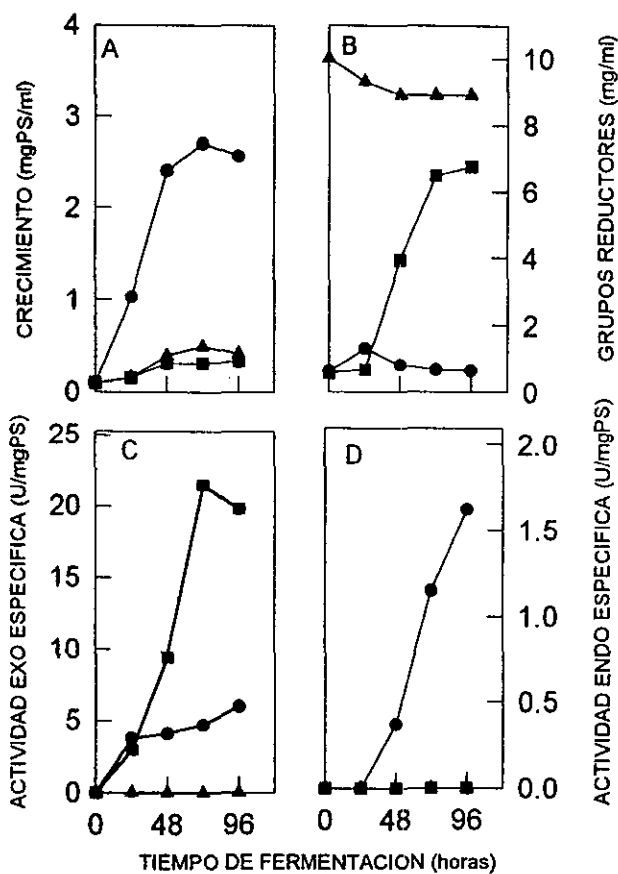 A
B
4
3
2
1
0
CRECIMIENTO (mgPS/ml)
10
8
6
4
2
0
GRUPOS REDUCTORES (mg/ml)
C
D
25
20
15
10
5
0
ACTIVIDAD EXO ESPECIFICA (U/mgPS)
2.0
1.5
1.0
0.5
0.0
ACTIVIDAD ENDO ESPECIFICA (U/mgPS)
0 48 96
0 48 96
TIEMPO DE FERMENTACION (horas)